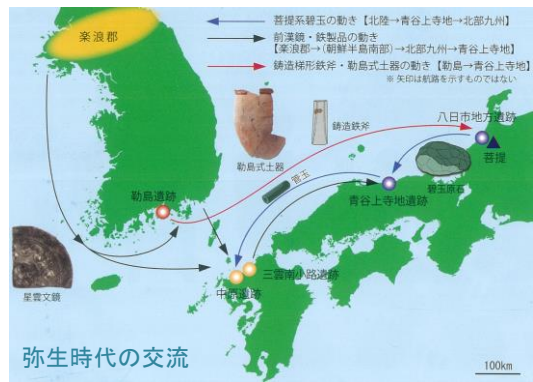 楽浪郡
菩提系碧玉の動き【北陸→青谷上寺地→北部九州】
前漢鏡・鉄製品の動き
【楽浪郡→(朝鮮半島南部)→北部九州→青谷上寺地】
鋳造梯形鉄斧・勒島式土器の動き【勒島→青谷上寺地】
※ 矢印は航路を示すものではない
八日市地方遺跡
鋳造鉄斧
菩提
勒島式土器
碧玉原石
管玉
勒島遺跡
青谷上寺地遺跡
三雲南小路遺跡
中原遺跡
星雲文鏡
弥生時代の交流
100km